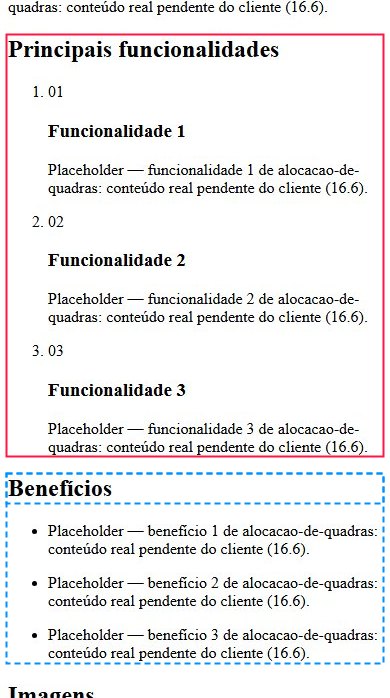 quadras: conteúdo real pendente do cliente (16.6).
Principais funcionalidades
1. 01
Funcionalidade 1
Placeholder — funcionalidade 1 de alocacao-de-
quadras: conteúdo real pendente do cliente (16.6).
2. 02
Funcionalidade 2
Placeholder — funcionalidade 2 de alocacao-de-
quadras: conteúdo real pendente do cliente (16.6).
3. 03
Funcionalidade 3
Placeholder — funcionalidade 3 de alocacao-de-
quadras: conteúdo real pendente do cliente (16.6).
Benefícios
• Placeholder — benefício 1 de alocacao-de-quadras:
conteúdo real pendente do cliente (16.6).
• Placeholder — benefício 2 de alocacao-de-quadras:
conteúdo real pendente do cliente (16.6).
• Placeholder — benefício 3 de alocacao-de-quadras:
conteúdo real pendente do cliente (16.6).
Imagens